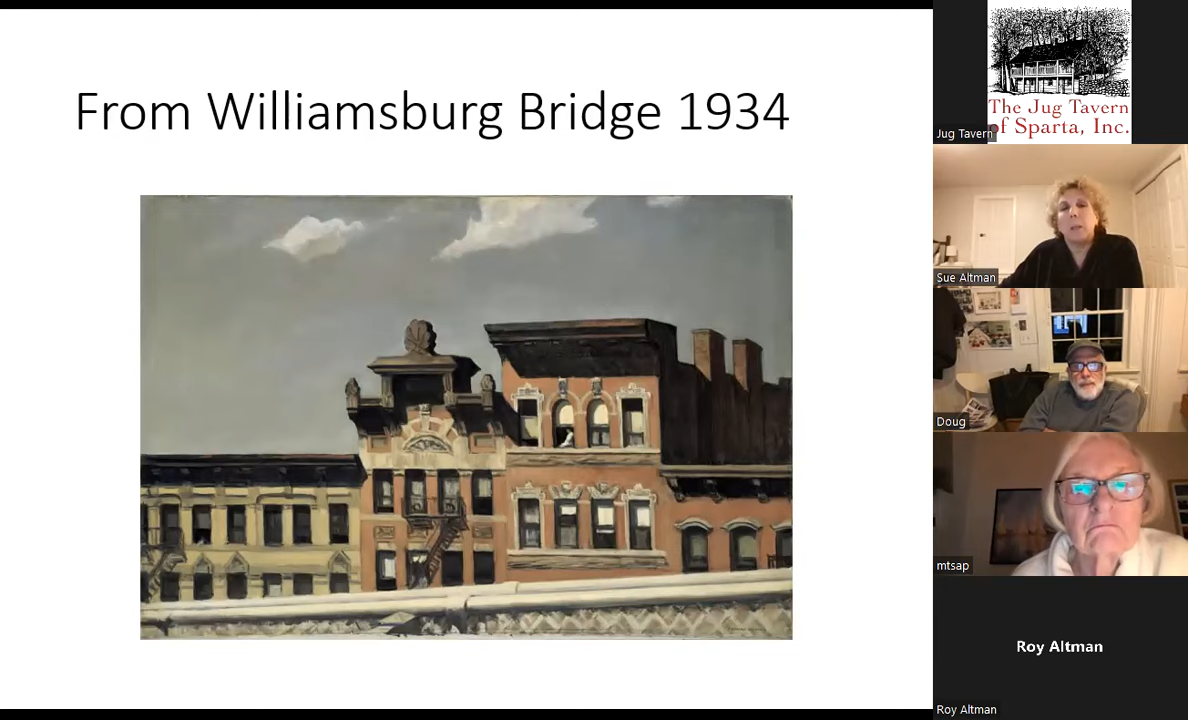 From Williamsburg Bridge 1934
The Jug Tavern
of Sparta, Inc.
Jug Tavern
Sue Altman
Doug
mtsap
Roy Altman
Roy Altman